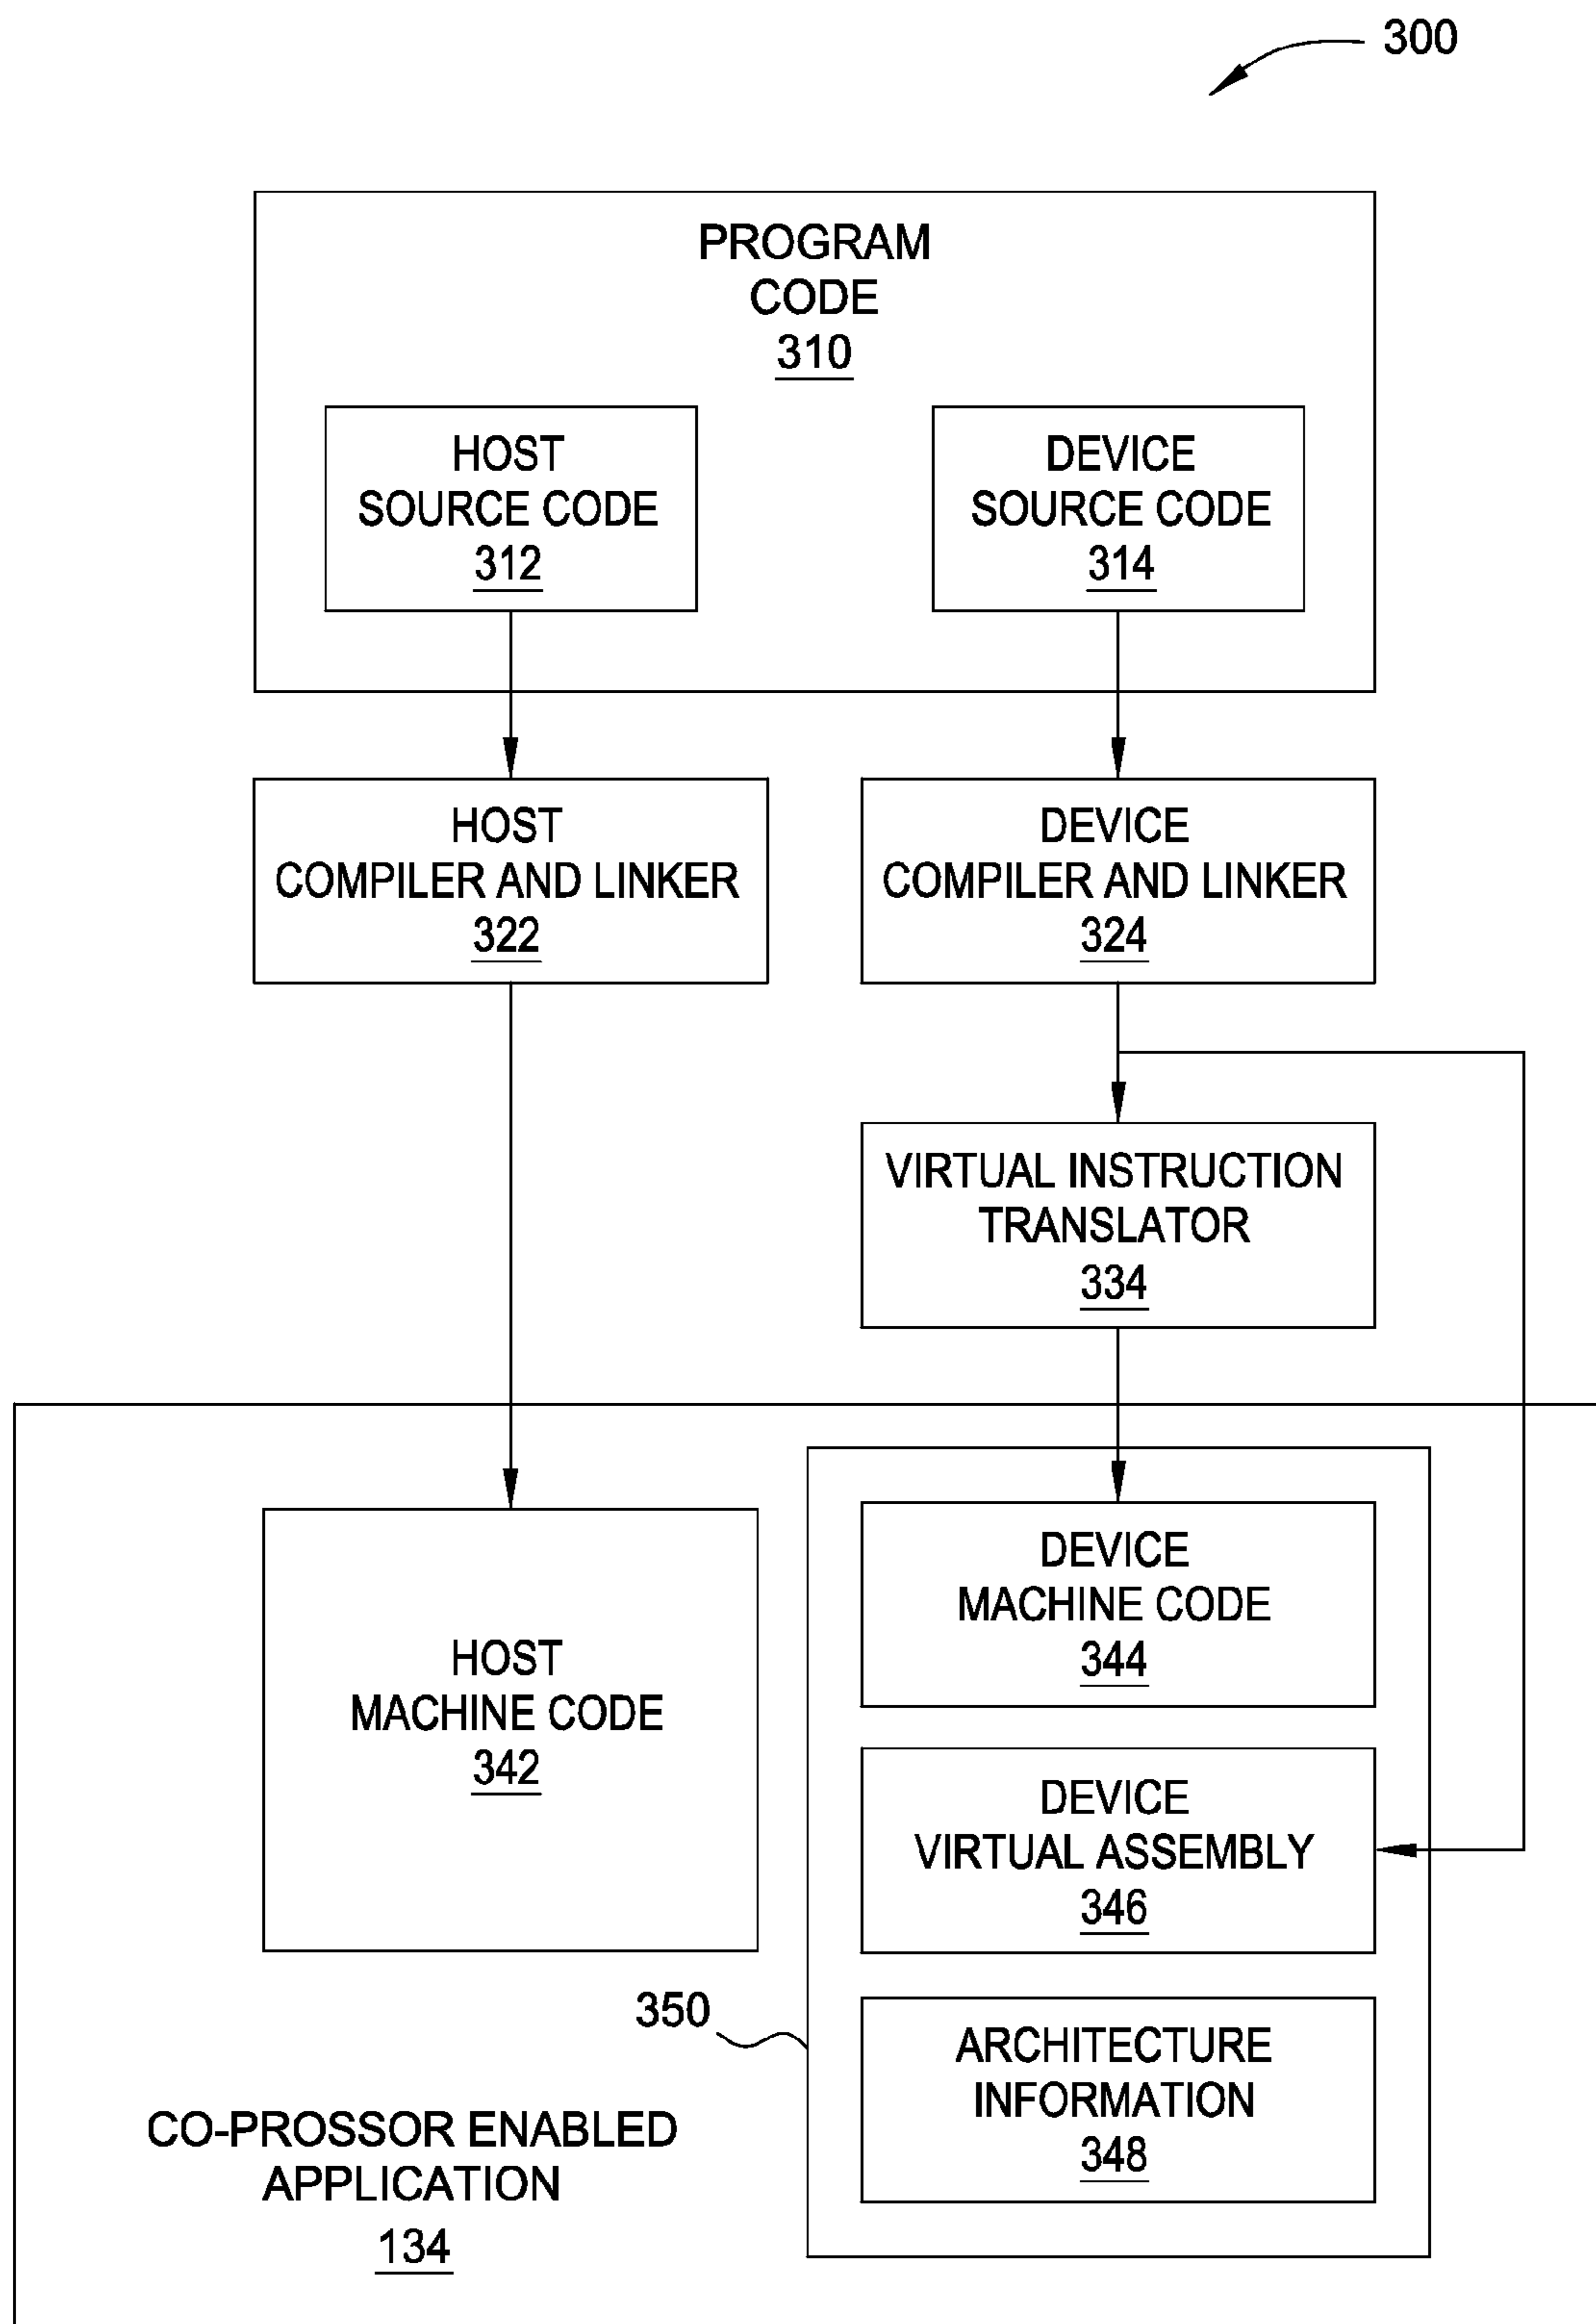 300
PROGRAM
CODE
310
HOST
SOURCE CODE
312
DEVICE
SOURCE CODE
314
HOST
COMPILER AND LINKER
322
DEVICE
COMPILER AND LINKER
324
VIRTUAL INSTRUCTION
TRANSLATOR
334
HOST
MACHINE CODE
342
DEVICE
MACHINE CODE
344
DEVICE
VIRTUAL ASSEMBLY
346
350
ARCHITECTURE
INFORMATION
348
CO-PROSSOR ENABLED
APPLICATION
134